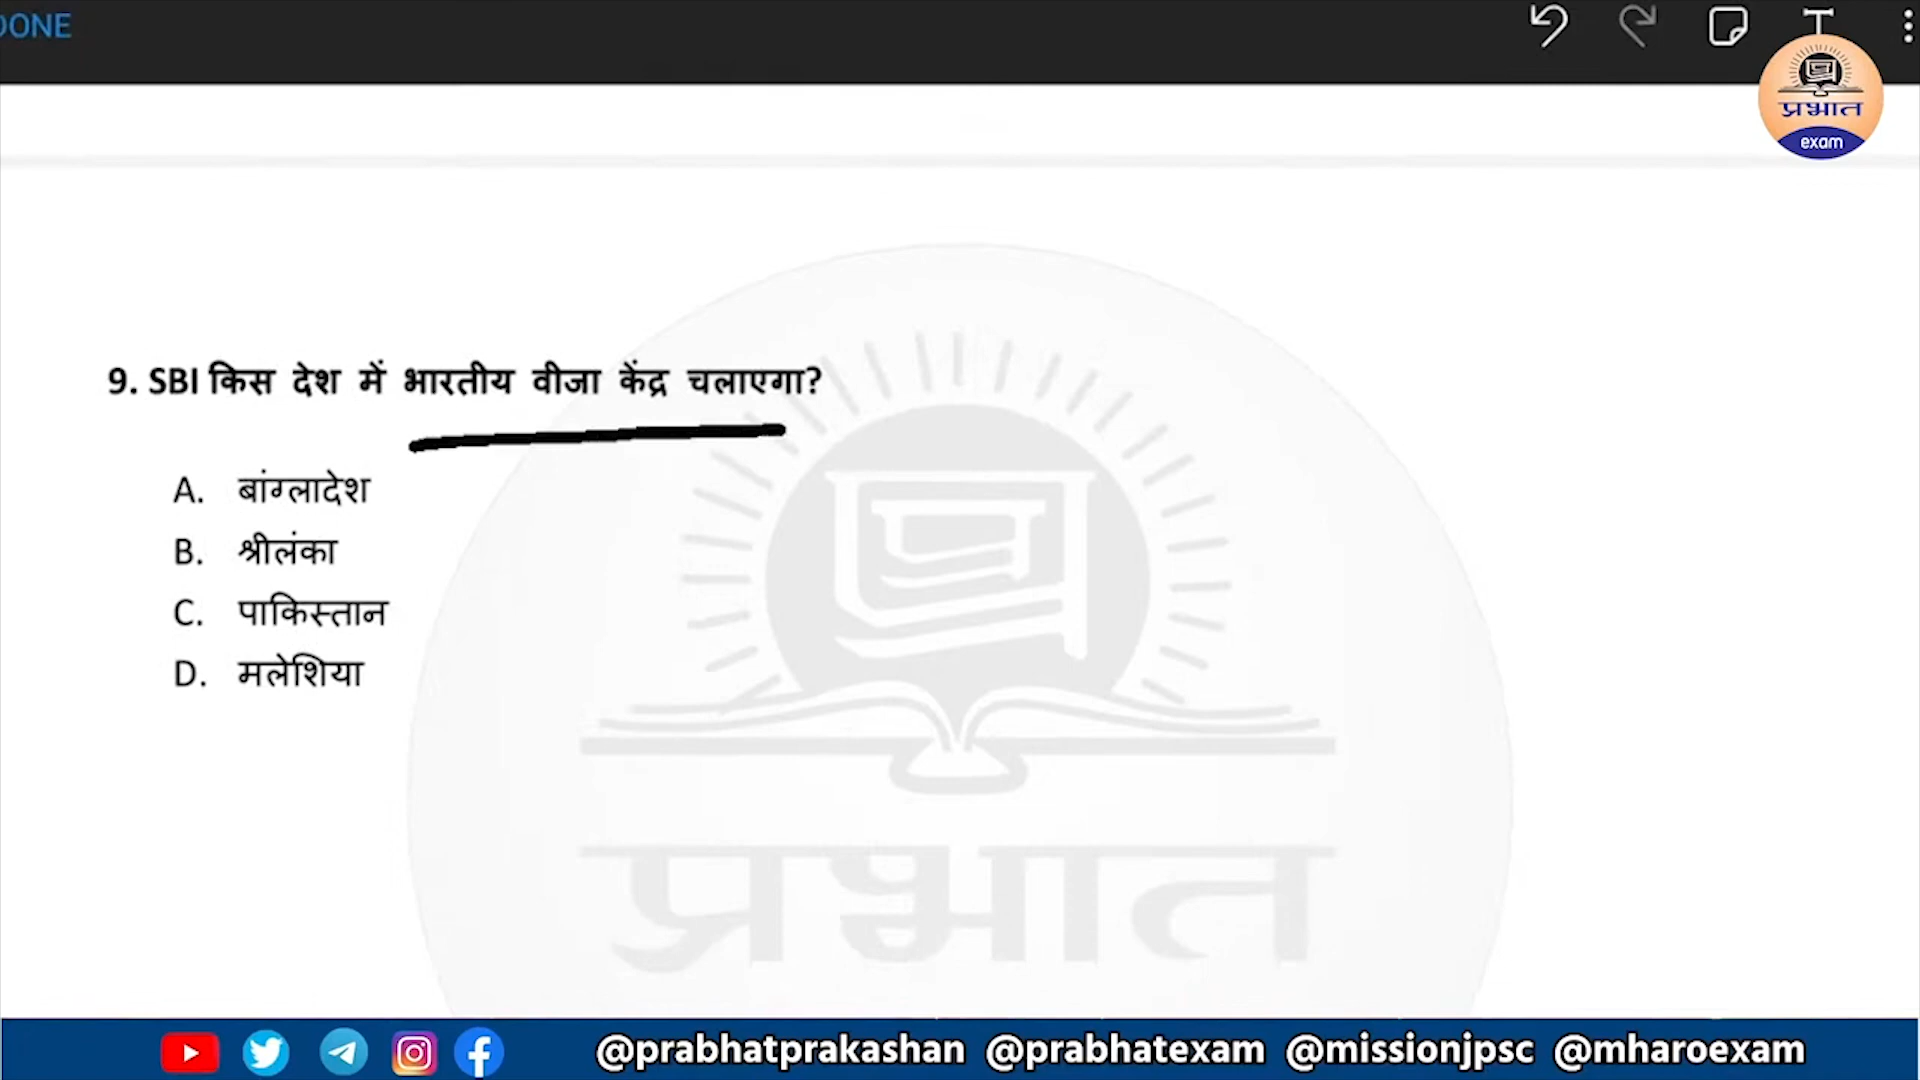 DONE
प्रभात
exam
9. SBI किस देश में भारतीय वीजा केंद्र चलाएगा?
A. बांग्लादेश
B. श्रीलंका
C. पाकिस्तान
D. मलेशिया
प्रभात
@prabhatprakashan @prabhatexam @missionjpsc @mharoexam